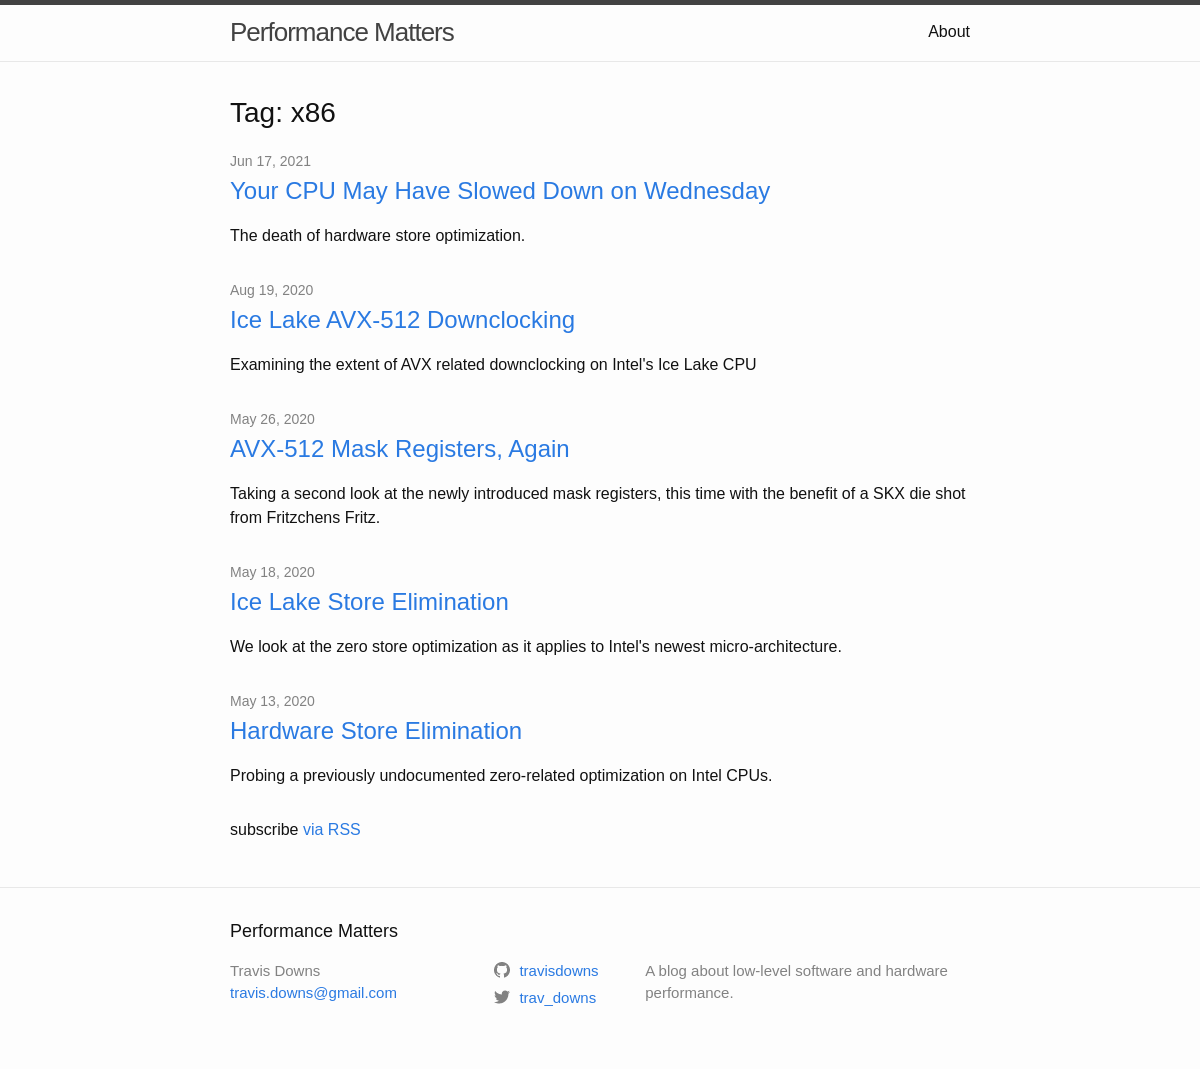 Performance Matters
About
Tag: x86
Jun 17, 2021
Your CPU May Have Slowed Down on Wednesday
The death of hardware store optimization.
Aug 19, 2020
Ice Lake AVX-512 Downclocking
Examining the extent of AVX related downclocking on Intel's Ice Lake CPU
May 26, 2020
AVX-512 Mask Registers, Again
Taking a second look at the newly introduced mask registers, this time with the benefit of a SKX die shot
from Fritzchens Fritz.
May 18, 2020
Ice Lake Store Elimination
We look at the zero store optimization as it applies to Intel's newest micro-architecture.
May 13, 2020
Hardware Store Elimination
Probing a previously undocumented zero-related optimization on Intel CPUs.
subscribe via RSS
Performance Matters
Travis Downs
travis.downs@gmail.com
travisdowns
trav_downs
A blog about low-level software and hardware
performance.